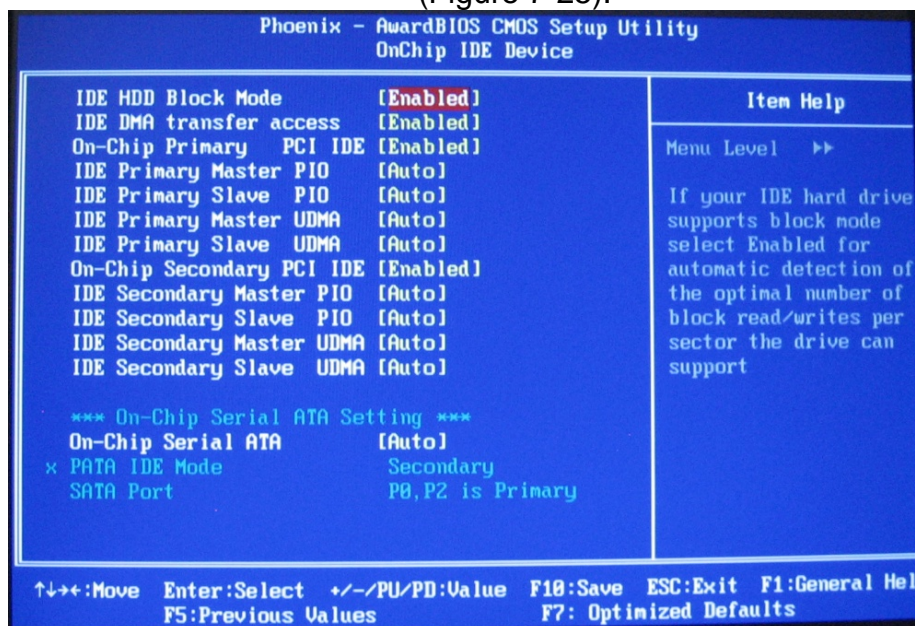 (Figure 7-23).
Phoenix - AwardBIOS CMOS Setup Utility
OnChip IDE Device
IDE HDD Block Mode [Enabled]
IDE DMA transfer access [Enabled]
On-Chip Primary PCI IDE [Enabled]
IDE Primary Master PIO [Auto]
IDE Primary Slave PIO [Auto]
IDE Primary Master UDMA [Auto]
IDE Primary Slave UDMA [Auto]
On-Chip Secondary PCI IDE [Enabled]
IDE Secondary Master PIO [Auto]
IDE Secondary Slave PIO [Auto]
IDE Secondary Master UDMA [Auto]
IDE Secondary Slave UDMA [Auto]
*** On-Chip Serial ATA Setting ***
On-Chip Serial ATA [Auto]
x PATA IDE Mode Secondary
SATA Port P0,P2 is Primary
Item Help
Menu Level ►►
If your IDE hard drive
supports block mode
select Enabled for
automatic detection of
the optimal number of
block read/writes per
sector the drive can
support
↑↓→←:Move Enter:Select +/-/PU/PD:Value F10:Save ESC:Exit F1:General Hel
F5:Previous Values F7: Optimized Defaults